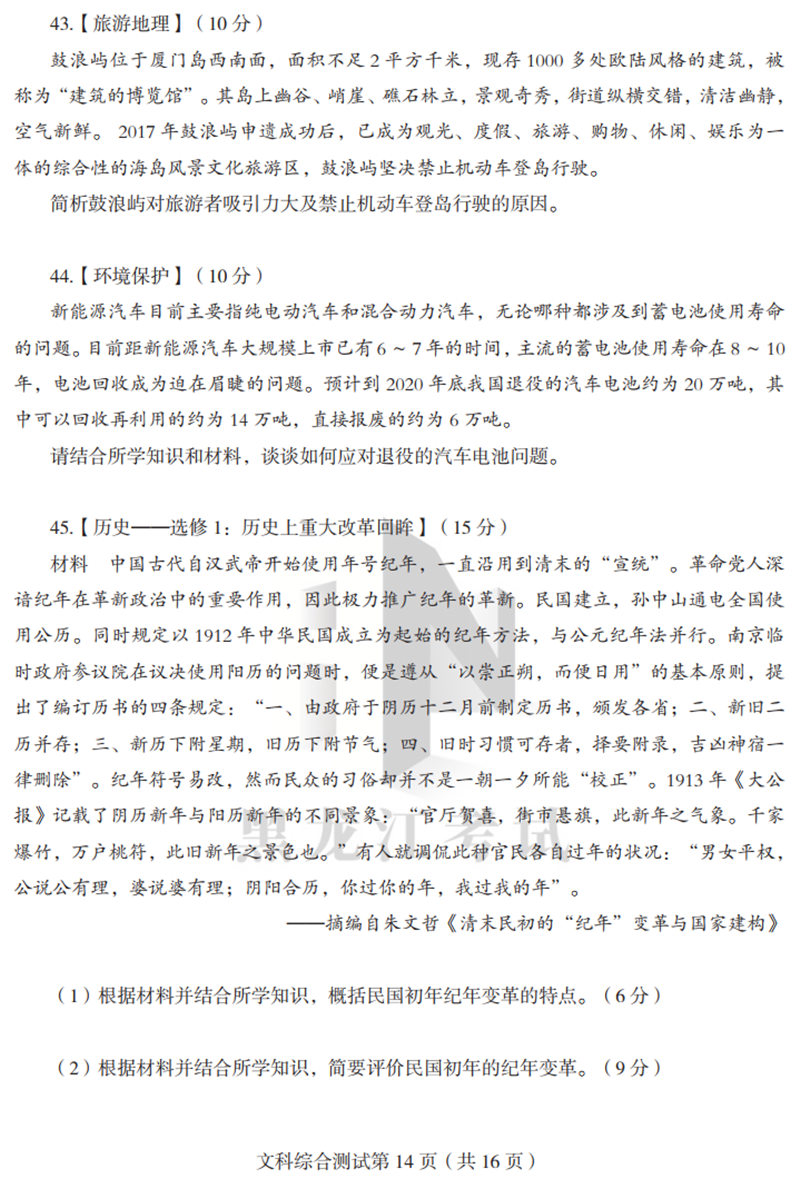 43.【旅游地理】（10 分）
鼓浪屿位于厦门岛西南面，面积不足 2 平方千米，现存 1000 多处欧陆风格的建筑，被
称为“建筑的博览馆”。其岛上幽谷、峭崖、礁石林立，景观奇秀，街道纵横交错，清洁幽静，
空气新鲜。 2017 年鼓浪屿申遗成功后，已成为观光、度假、旅游、购物、休闲、娱乐为一
体的综合性的海岛风景文化旅游区，鼓浪屿坚决禁止机动车登岛行驶。
简析鼓浪屿对旅游者吸引力大及禁止机动车登岛行驶的原因。
44.【环境保护】（10 分）
新能源汽车目前主要指纯电动汽车和混合动力汽车，无论哪种都涉及到蓄电池使用寿命
的问题。目前距新能源汽车大规模上市已有 6 ~ 7 年的时间，主流的蓄电池使用寿命在 8 ~ 10
年，电池回收成为迫在眉睫的问题。预计到 2020 年底我国退役的汽车电池约为 20 万吨，其
中可以回收再利用的约为 14 万吨，直接报废的约为 6 万吨。
请结合所学知识和材料，谈谈如何应对退役的汽车电池问题。
45.【历史——选修 1：历史上重大改革回眸】（15 分）
材料　中国古代自汉武帝开始使用年号纪年，一直沿用到清末的“宣统”。革命党人深
谙纪年在革新政治中的重要作用，因此极力推广纪年的革新。民国建立，孙中山通电全国使
用公历。同时规定以 1912 年中华民国成立为起始的纪年方法，与公元纪年法并行。南京临
时政府参议院在议决使用阳历的问题时，便是遵从“以崇正朔，而便日用”的基本原则，提
出了编订历书的四条规定：“一、由政府于阴历十二月前制定历书，颁发各省；二、新旧二
历并存；三、新历下附星期，旧历下附节气；四、旧时习惯可存者，择要附录，吉凶神宿一
律删除”。纪年符号易改，然而民众的习俗却并不是一朝一夕所能“校正”。1913 年《大公
报》记载了阴历新年与阳历新年的不同景象：“官厅贺喜，街市悬旗，此新年之气象。千家
爆竹，万户桃符，此旧新年之景色也。”有人就调侃此种官民各自过年的状况：“男女平权，
公说公有理，婆说婆有理；阴阳合历，你过你的年，我过我的年”。
——摘编自朱文哲《清末民初的“纪年”变革与国家建构》
（1）根据材料并结合所学知识，概括民国初年纪年变革的特点。（6 分）
（2）根据材料并结合所学知识，简要评价民国初年的纪年变革。（9 分）
文科综合测试第 14 页（共 16 页）
黑龙江考试